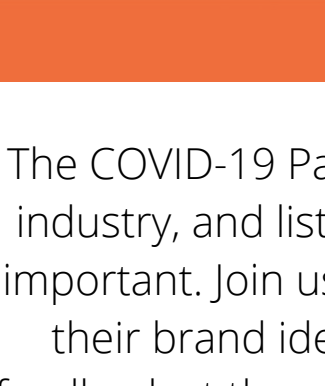 The COVID-19 Pa
industry, and list
important. Join us
their brand ide